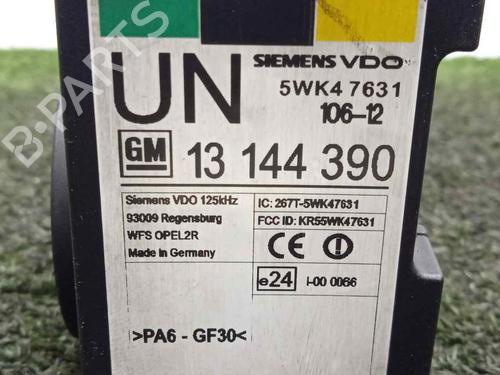 UN
SIEMENS VDO
5WK4 7631
106-12
GM 13 144 390
Siemens VDO 125kHz
93009 Regensburg
WFS OPEL2R
Made in Germany
IC: 267T-5WK47631
FCC ID: KR55WK47631
CE
e24 I-00 0066
>PA6 - GF30<
B-PARTS